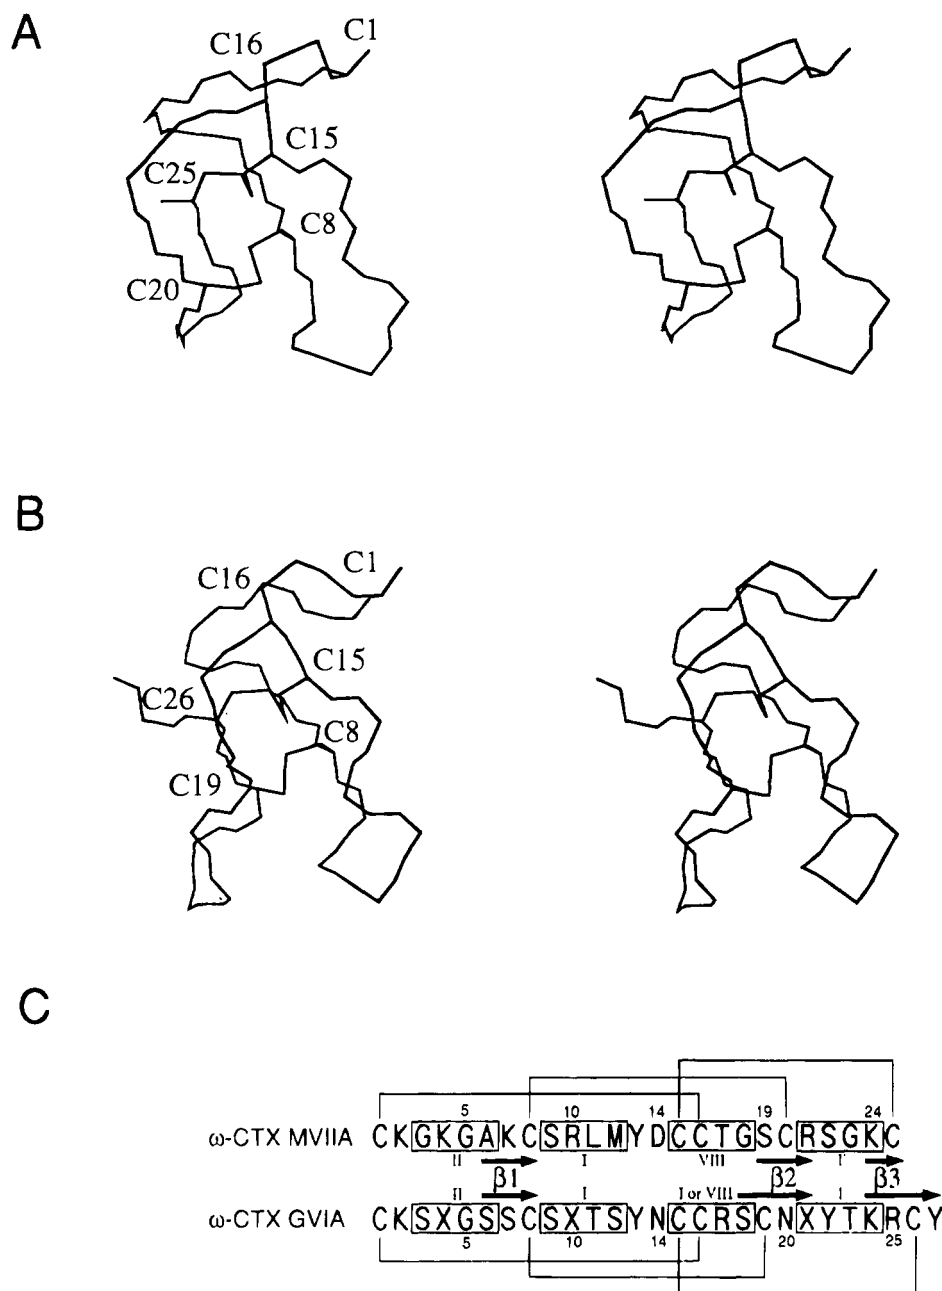 A
C16
C1
C15
C25
C8
C20
B
C16
C1
C15
C26
C8
C19
C
5 10 14 19 24
ω-CTX MVIIA CKGKGAKCSRLMYDCCTGSCRSGKC
II I VIII I'
β1 β2 β3
II I I or VIII I
ω-CTX GVIA CKSXGSSCSXTSYNCCRSCNXYTKRCY
5 10 14 20 25